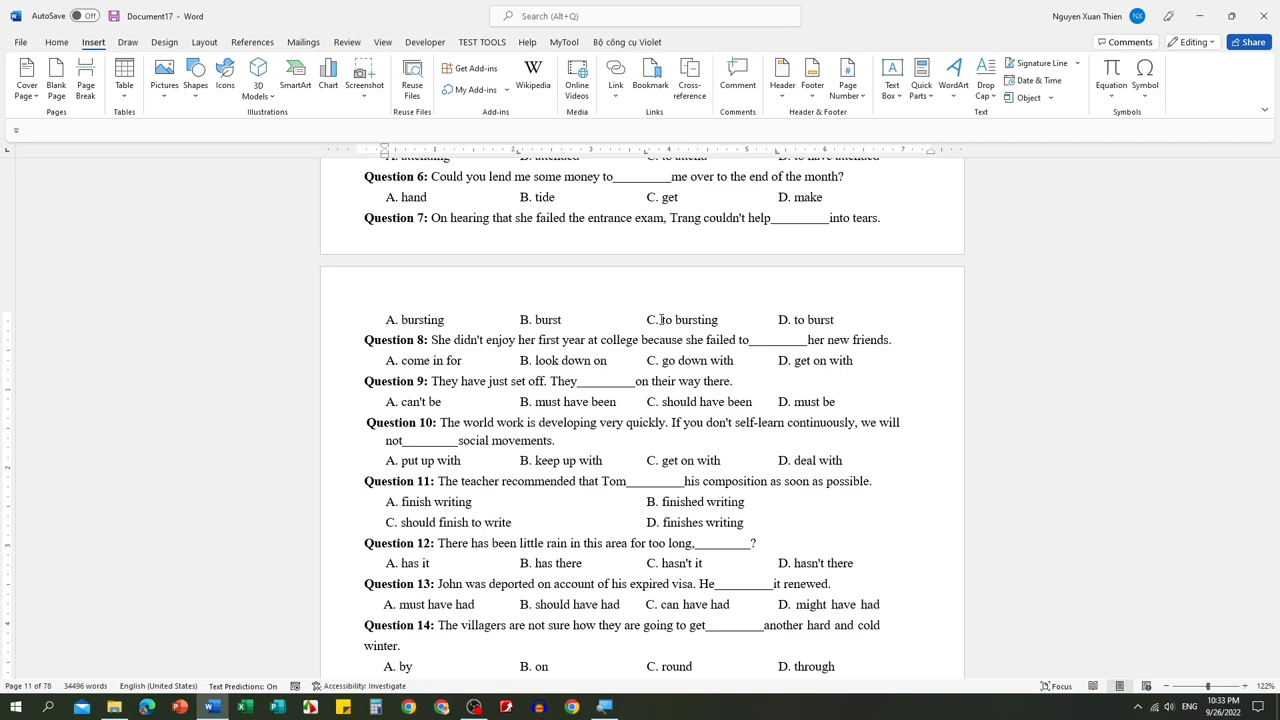 AutoSave Off Document17 - Word Search (Alt+Q) Nguyen Xuan Thien NX
File Home Insert Draw Design Layout References Mailings Review View Developer TEST TOOLS Help MyTool Bộ công cụ Violet Comments Editing Share
Cover Page Blank Page Page Break Table Pictures Shapes Icons 3D Models SmartArt Chart Screenshot Reuse Files Get Add-ins My Add-ins Wikipedia Online Videos Link Bookmark Cross-reference Comment Header Footer Page Number Text Box Quick Parts WordArt Drop Cap Signature Line Date & Time Object Equation Symbol
Pages Tables Illustrations Reuse Files Add-ins Media Links Comments Header & Footer Text Symbols
1 2 3 4 5 6 7
A. attending B. attended C. to attend D. to have attended
Question 6: Could you lend me some money to_________me over to the end of the month?
A. hand B. tide C. get D. make
Question 7: On hearing that she failed the entrance exam, Trang couldn't help_________into tears.
A. bursting B. burst C. to bursting D. to burst
Question 8: She didn't enjoy her first year at college because she failed to_________her new friends.
A. come in for B. look down on C. go down with D. get on with
Question 9: They have just set off. They_________on their way there.
A. can't be B. must have been C. should have been D. must be
Question 10: The world work is developing very quickly. If you don't self-learn continuously, we will
not_________social movements.
A. put up with B. keep up with C. get on with D. deal with
Question 11: The teacher recommended that Tom_________his composition as soon as possible.
A. finish writing B. finished writing
C. should finish to write D. finishes writing
Question 12: There has been little rain in this area for too long,_________?
A. has it B. has there C. hasn't it D. hasn't there
Question 13: John was deported on account of his expired visa. He_________it renewed.
A. must have had B. should have had C. can have had D. might have had
Question 14: The villagers are not sure how they are going to get_________another hard and cold
winter.
A. by B. on C. round D. through
Page 11 of 78 34496 words English (United States) Text Predictions: On Accessibility: Investigate Focus 122%
ENG 10:33 PM
9/26/2022